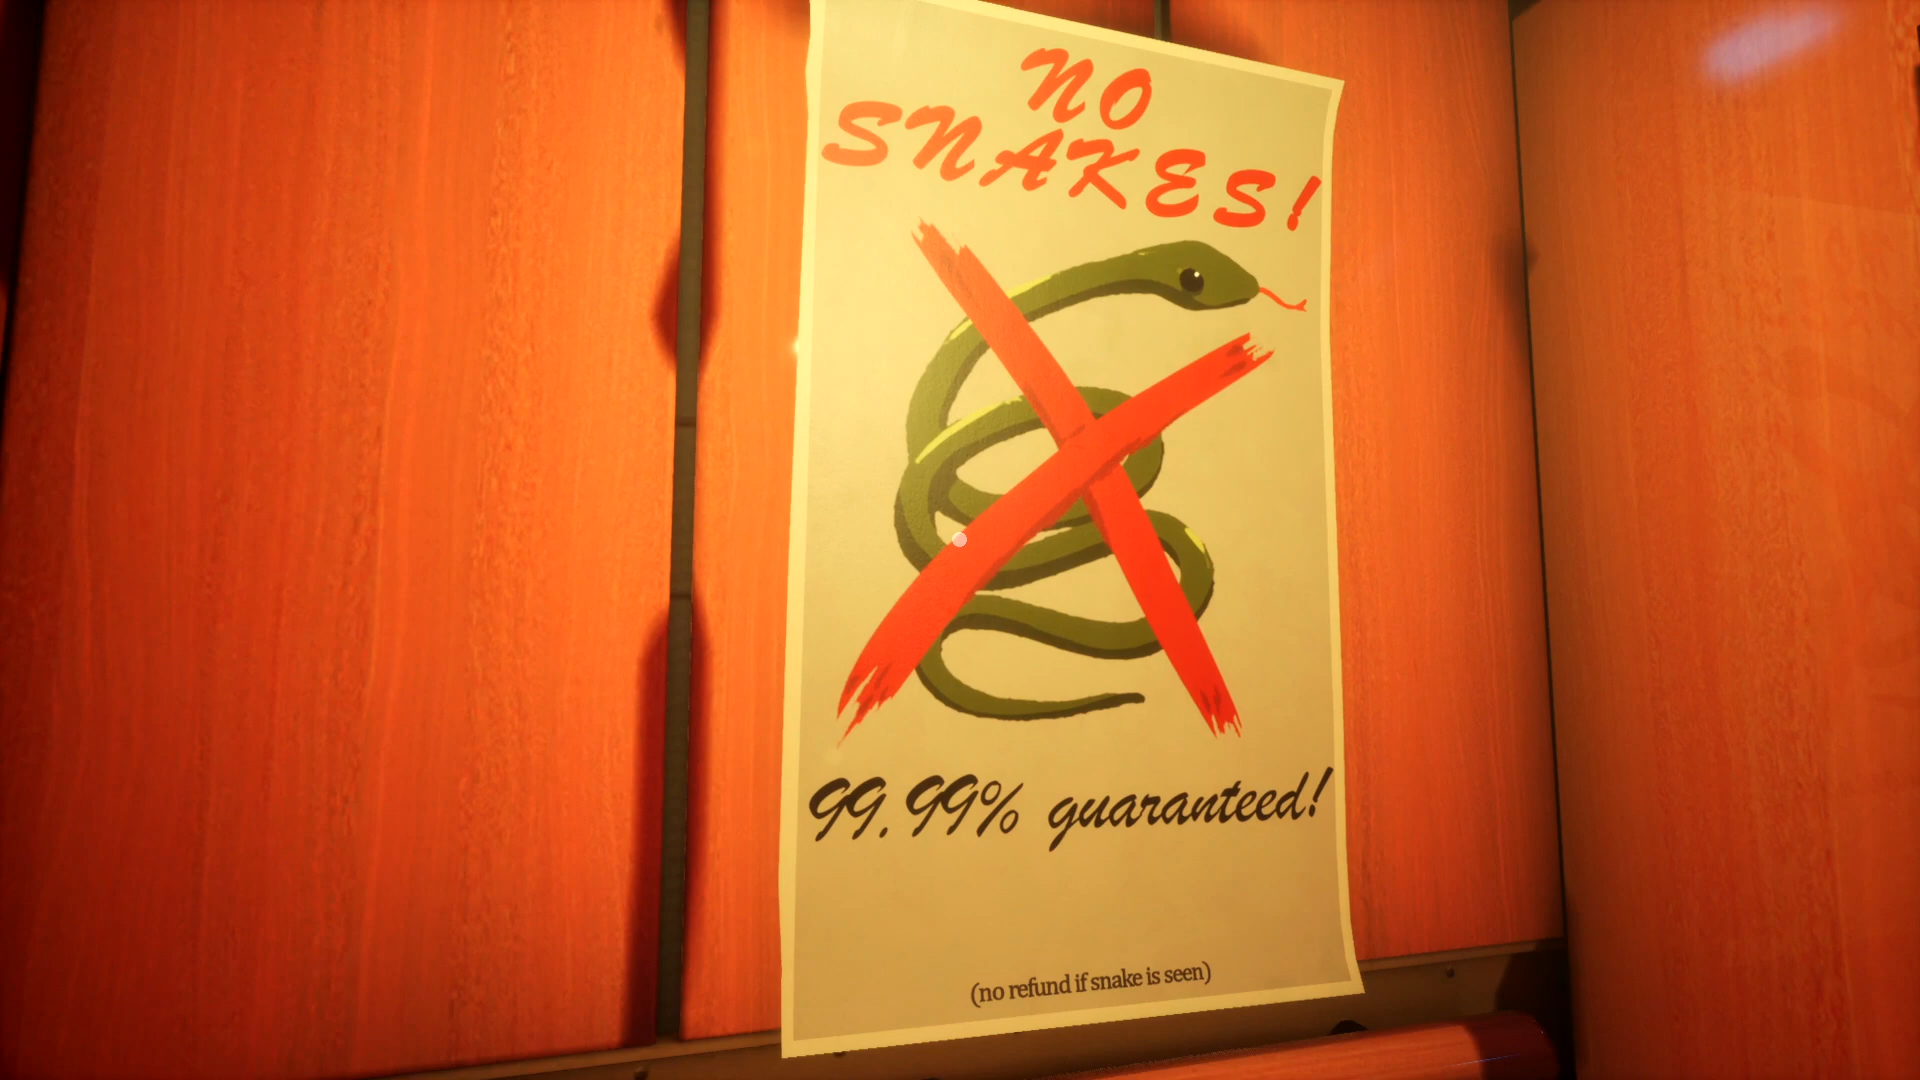 NO
SNAKES!
99.99% guaranteed!
(no refund if snake is seen)